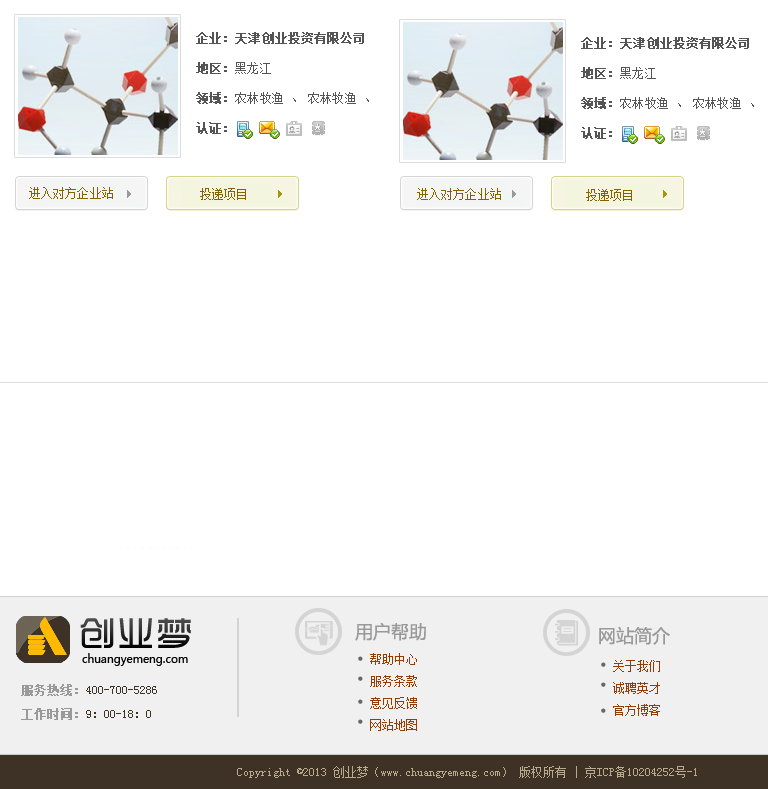 企业：天津创业投资有限公司
地区：黑龙江
领域：农林牧渔 、 农林牧渔 、
认证：
进入对方企业站
投递项目
企业：天津创业投资有限公司
地区：黑龙江
领域：农林牧渔 、 农林牧渔 、
认证：
进入对方企业站
投递项目
创业梦
chuangyemeng.com
服务热线：400-700-5286
工作时间：9：00-18：0
用户帮助
帮助中心
服务条款
意见反馈
网站地图
网站简介
关于我们
诚聘英才
官方博客
Copyright ©2013 创业梦（www.chuangyemeng.com） 版权所有 | 京ICP备10204252号-1